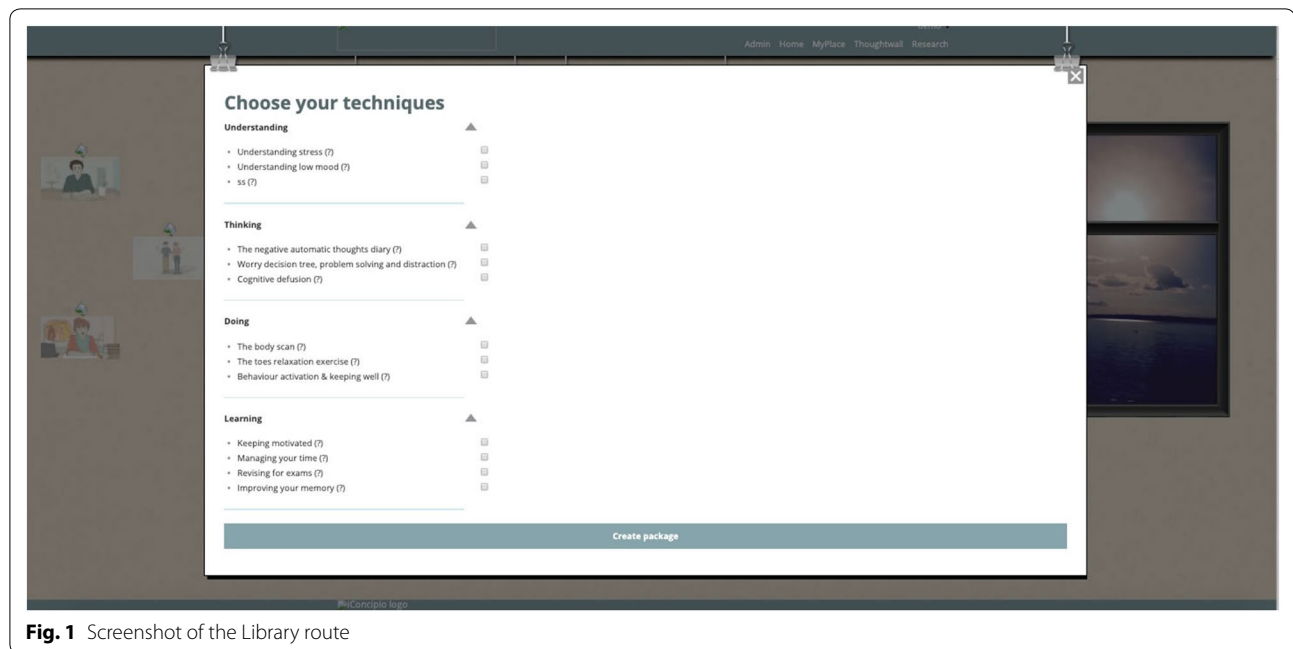 Admin Home MyPlace Thoughtwall Research
Choose your techniques
Understanding
• Understanding stress (?)
• Understanding low mood (?)
• ss (?)
Thinking
• The negative automatic thoughts diary (?)
• Worry decision tree, problem solving and distraction (?)
• Cognitive defusion (?)
Doing
• The body scan (?)
• The toes relaxation exercise (?)
• Behaviour activation & keeping well (?)
Learning
• Keeping motivated (?)
• Managing your time (?)
• Revising for exams (?)
• Improving your memory (?)
Create package
iConcipio logo
Fig. 1 Screenshot of the Library route